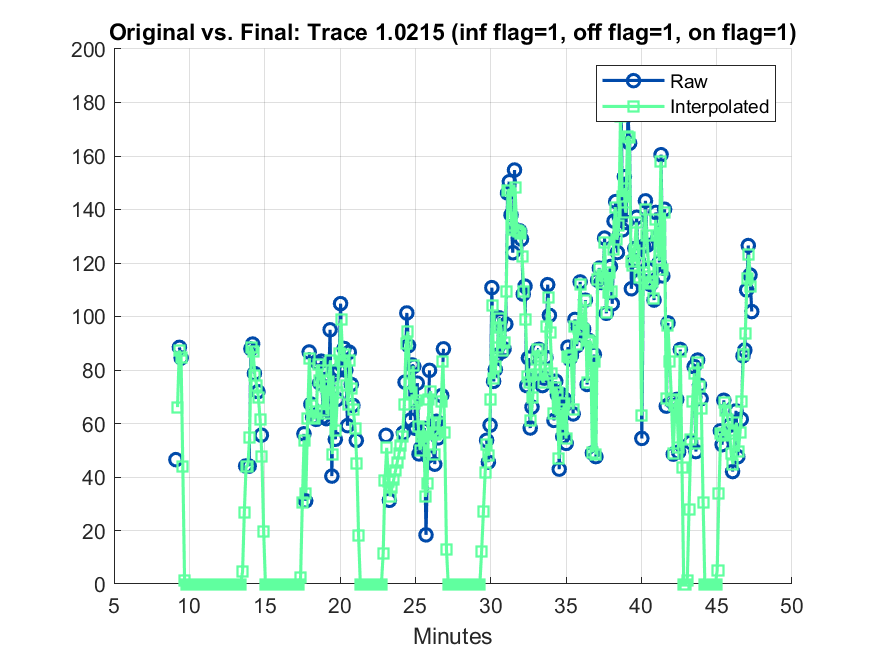 Original vs. Final: Trace 1.0215 (inf flag=1, off flag=1, on flag=1)
200
180
160
140
120
100
80
60
40
20
0
Raw
Interpolated
5 10 15 20 25 30 35 40 45 50
Minutes